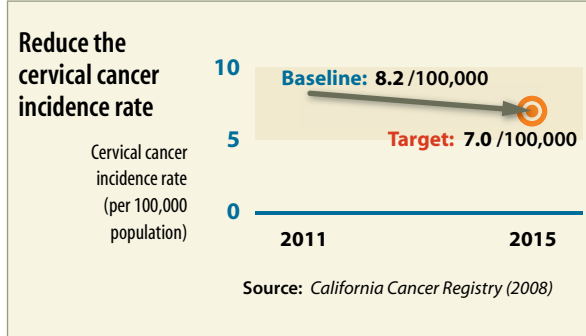 Reduce the
cervical cancer
incidence rate
Cervical cancer
incidence rate
(per 100,000
population)
10
Baseline: 8.2 /100,000
5
Target: 7.0 /100,000
0
2011 2015
Source: California Cancer Registry (2008)